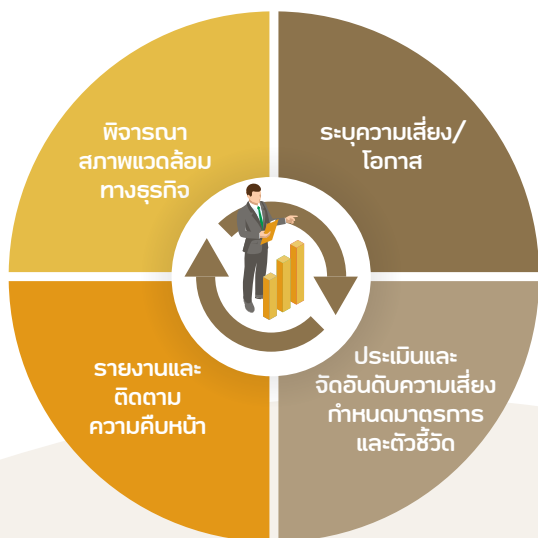 พิจารณา
สภาพแวดล้อม
ทางธุรกิจ
ระบุความเสี่ยง/
โอกาส
ประเมินและ
จัดอันดับความเสี่ยง
กำหนดมาตรการ
และตัวชี้วัด
รายงานและ
ติดตาม
ความคืบหน้า